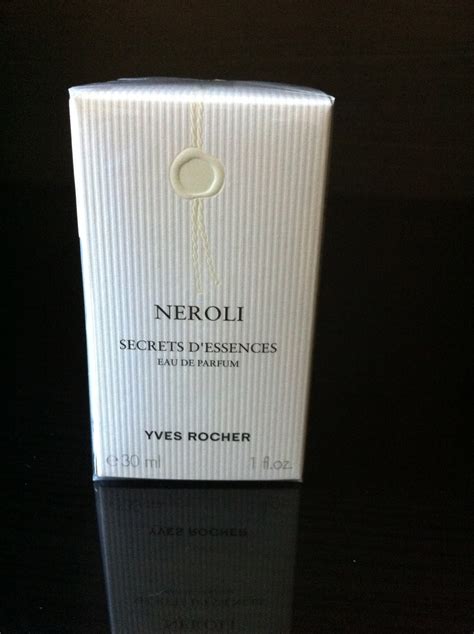 NEROLI
SECRETS D'ESSENCES
EAU DE PARFUM
YVES ROCHER
℮30 ml 1 fl.oz.